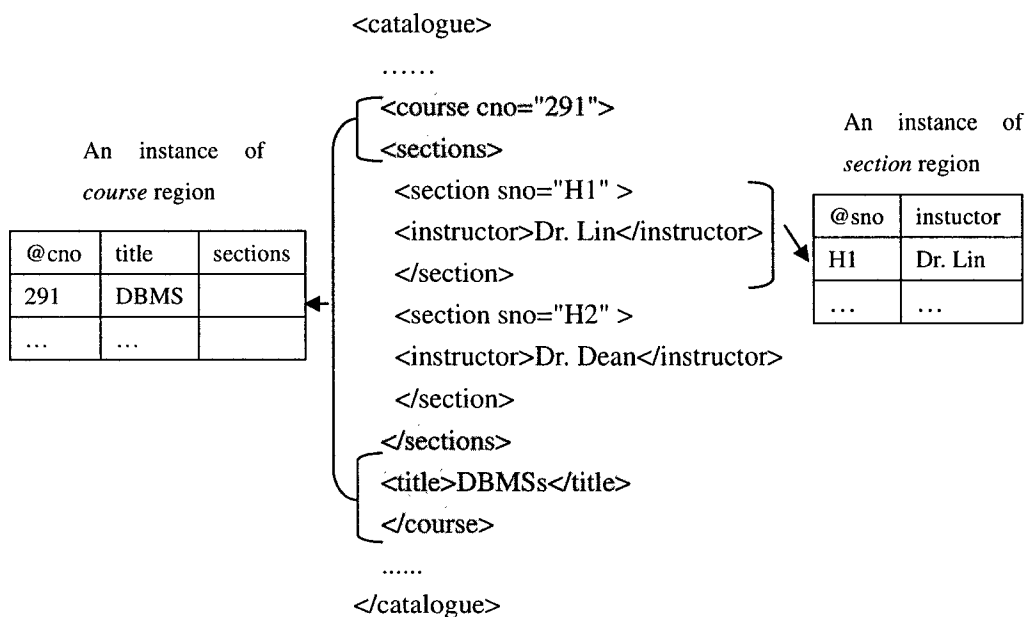 <catalogue>
......
<course cno="291">
<sections>
<section sno="H1" >
<instructor>Dr. Lin</instructor>
</section>
<section sno="H2" >
<instructor>Dr. Dean</instructor>
</section>
</sections>
<title>DBMSs</title>
</course>
......
</catalogue>
An instance of
course region
@cno title sections
291 DBMS
... ...
An instance of
section region
@sno instuctor
H1 Dr. Lin
... ...